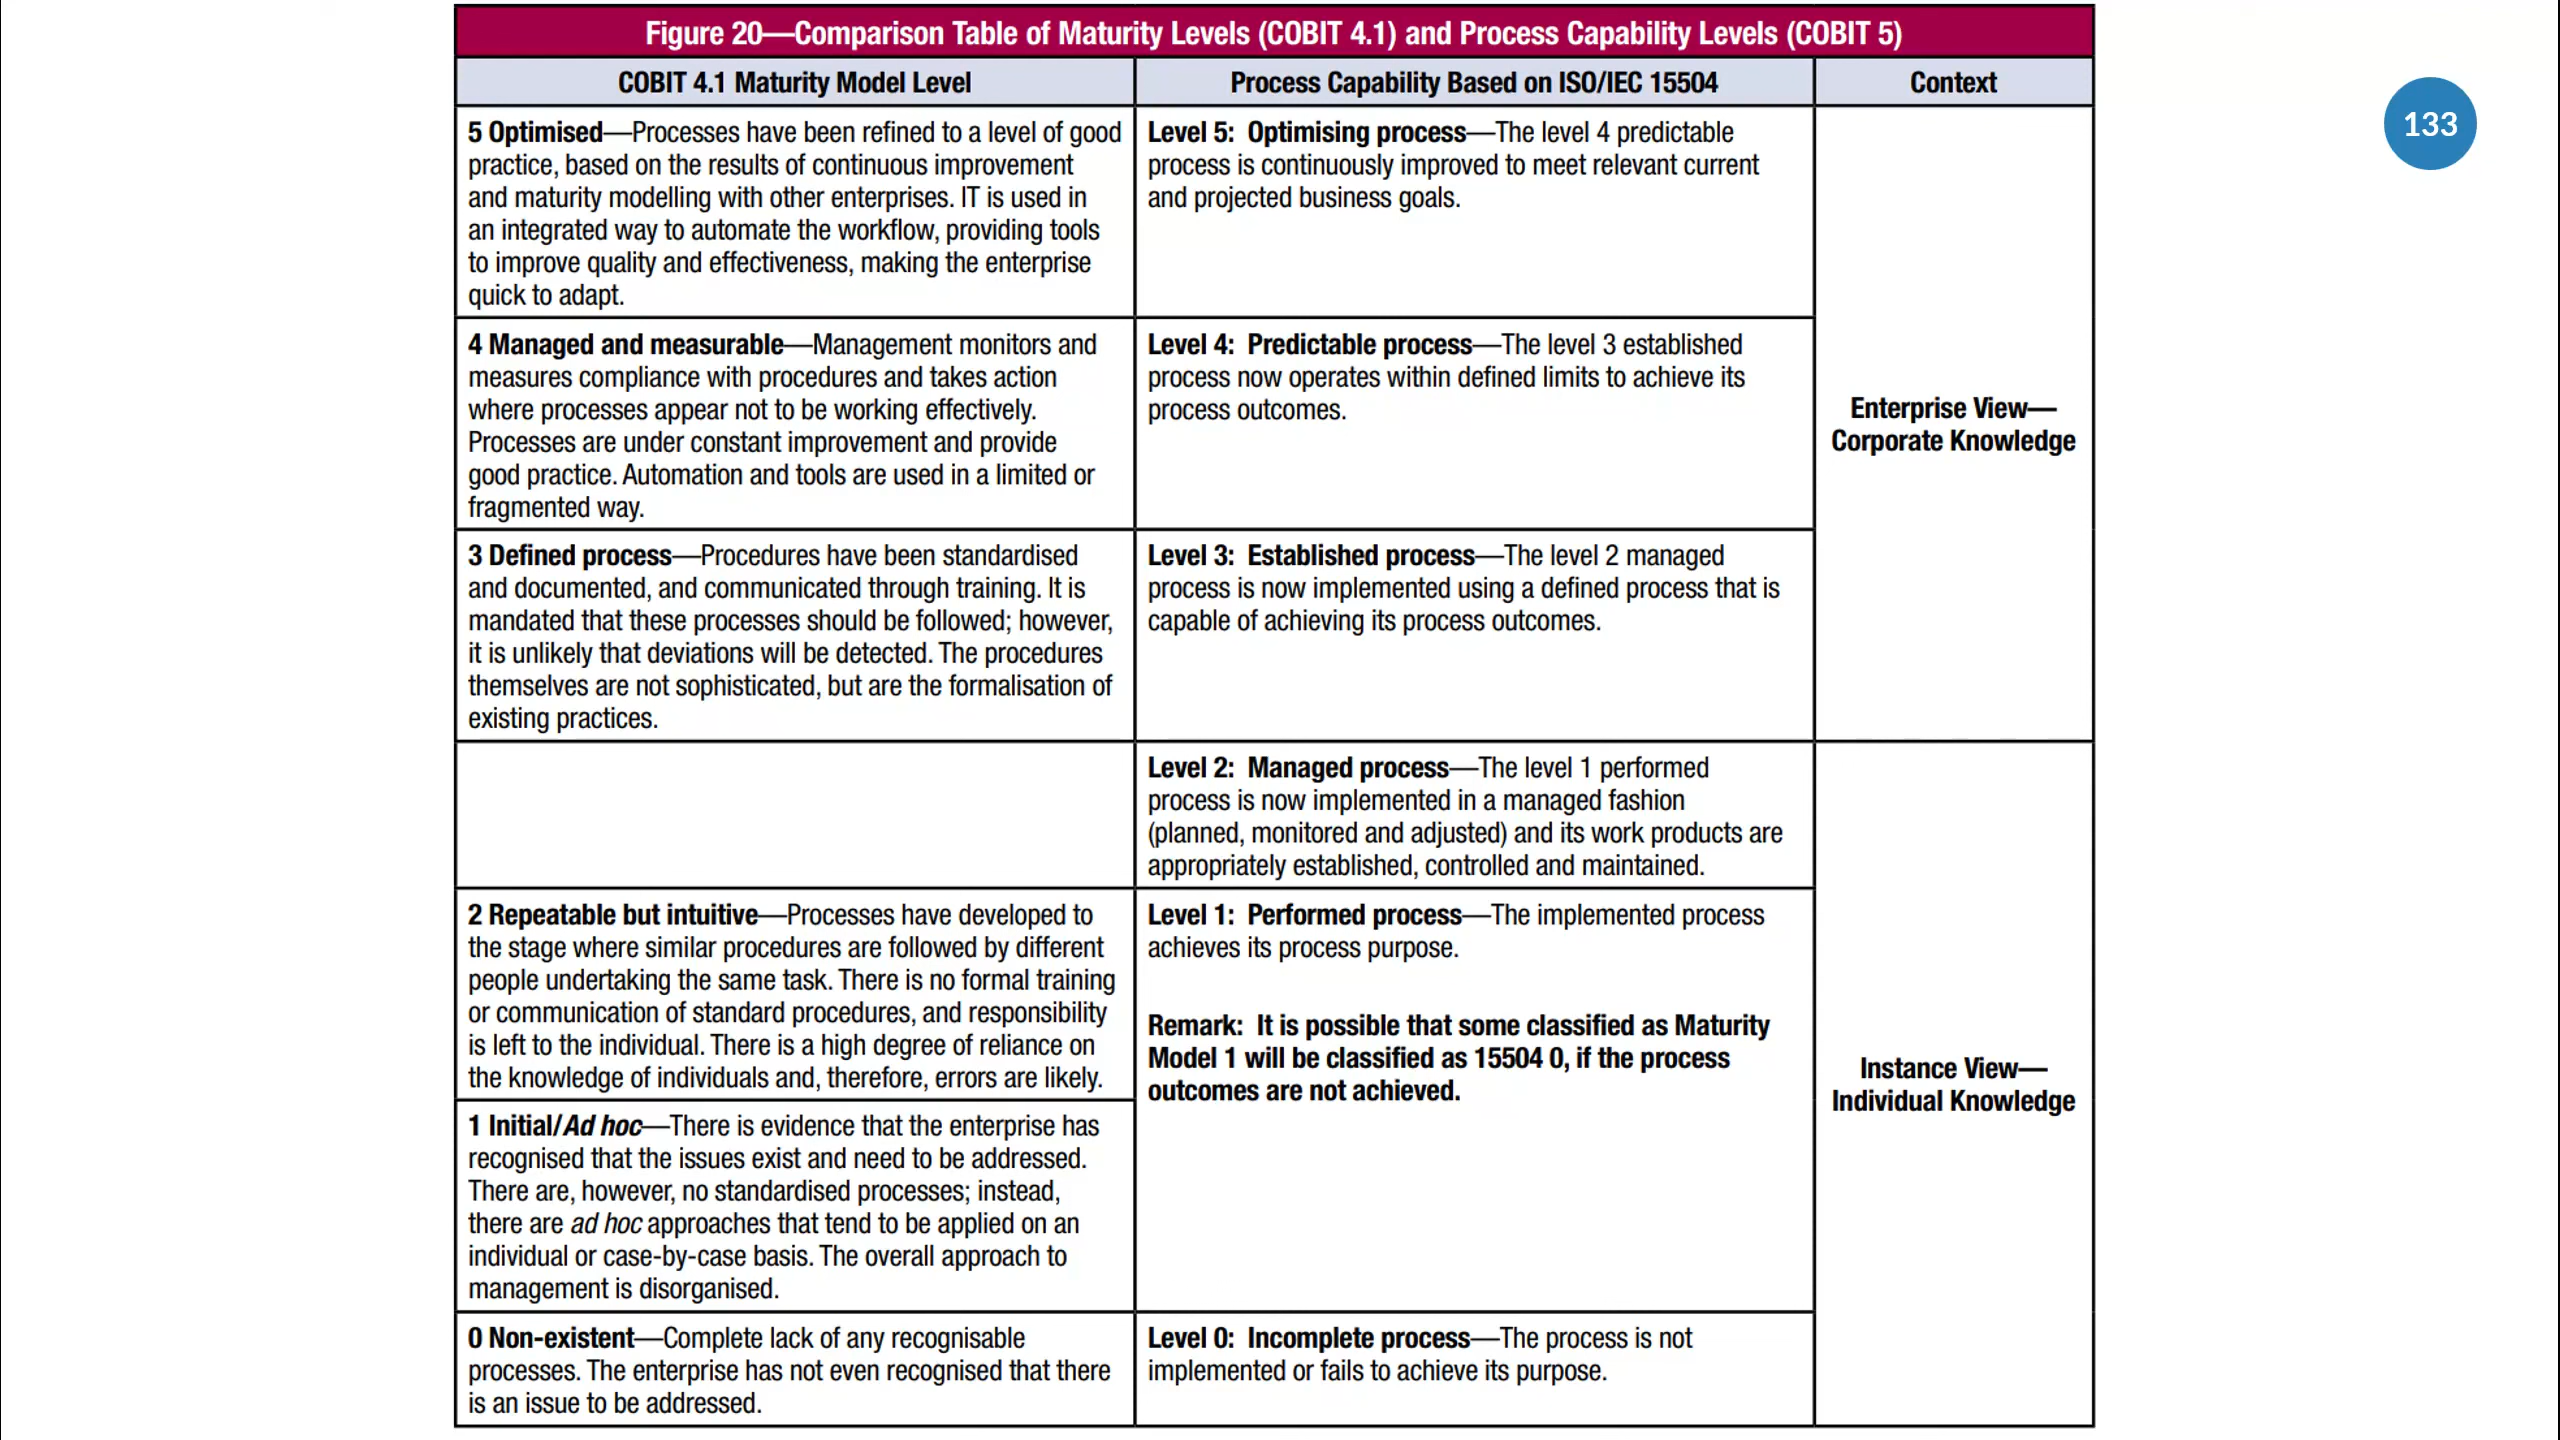 Figure 20—Comparison Table of Maturity Levels (COBIT 4.1) and Process Capability Levels (COBIT 5)
COBIT 4.1 Maturity Model Level
Process Capability Based on ISO/IEC 15504
Context
133
5 Optimised—Processes have been refined to a level of good
practice, based on the results of continuous improvement
and maturity modelling with other enterprises. IT is used in
an integrated way to automate the workflow, providing tools
to improve quality and effectiveness, making the enterprise
quick to adapt.
Level 5: Optimising process—The level 4 predictable
process is continuously improved to meet relevant current
and projected business goals.
Enterprise View—
Corporate Knowledge
4 Managed and measurable—Management monitors and
measures compliance with procedures and takes action
where processes appear not to be working effectively.
Processes are under constant improvement and provide
good practice. Automation and tools are used in a limited or
fragmented way.
Level 4: Predictable process—The level 3 established
process now operates within defined limits to achieve its
process outcomes.
3 Defined process—Procedures have been standardised
and documented, and communicated through training. It is
mandated that these processes should be followed; however,
it is unlikely that deviations will be detected. The procedures
themselves are not sophisticated, but are the formalisation of
existing practices.
Level 3: Established process—The level 2 managed
process is now implemented using a defined process that is
capable of achieving its process outcomes.
Level 2: Managed process—The level 1 performed
process is now implemented in a managed fashion
(planned, monitored and adjusted) and its work products are
appropriately established, controlled and maintained.
Instance View—
Individual Knowledge
2 Repeatable but intuitive—Processes have developed to
the stage where similar procedures are followed by different
people undertaking the same task. There is no formal training
or communication of standard procedures, and responsibility
is left to the individual. There is a high degree of reliance on
the knowledge of individuals and, therefore, errors are likely.
Level 1: Performed process—The implemented process
achieves its process purpose.
Remark: It is possible that some classified as Maturity
Model 1 will be classified as 15504 0, if the process
outcomes are not achieved.
1 Initial/Ad hoc—There is evidence that the enterprise has
recognised that the issues exist and need to be addressed.
There are, however, no standardised processes; instead,
there are ad hoc approaches that tend to be applied on an
individual or case-by-case basis. The overall approach to
management is disorganised.
0 Non-existent—Complete lack of any recognisable
processes. The enterprise has not even recognised that there
is an issue to be addressed.
Level 0: Incomplete process—The process is not
implemented or fails to achieve its purpose.